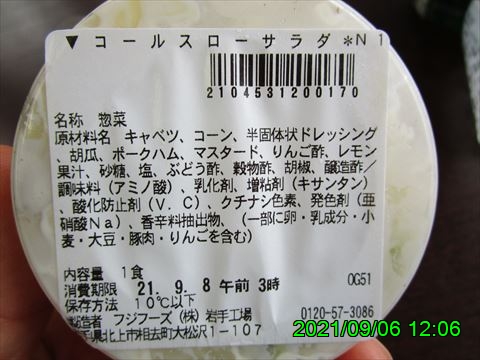 ▼ コールスローサラダ*N1
2104531200170
名称 惣菜
原材料名 キャベツ、コーン、半固体状ドレッシング
、胡瓜、ポークハム、マスタード、りんご酢、レモン
果汁、砂糖、塩、ぶどう酢、穀物酢、胡椒、醸造酢／
調味料（アミノ酸）、乳化剤、増粘剤（キサンタン）
、酸化防止剤（V．C）、クチナシ色素、発色剤（亜
硝酸Na）、香辛料抽出物、（一部に卵・乳成分・小
麦・大豆・豚肉・りんごを含む）
内容量 1食
消費期限 21. 9. 8 午前 3時 0G51
保存方法 10℃以下
製造者 フジフーズ（株）岩手工場 0120-57-3086
手県北上市相去町大松沢1-107
2021/09/06 12:06